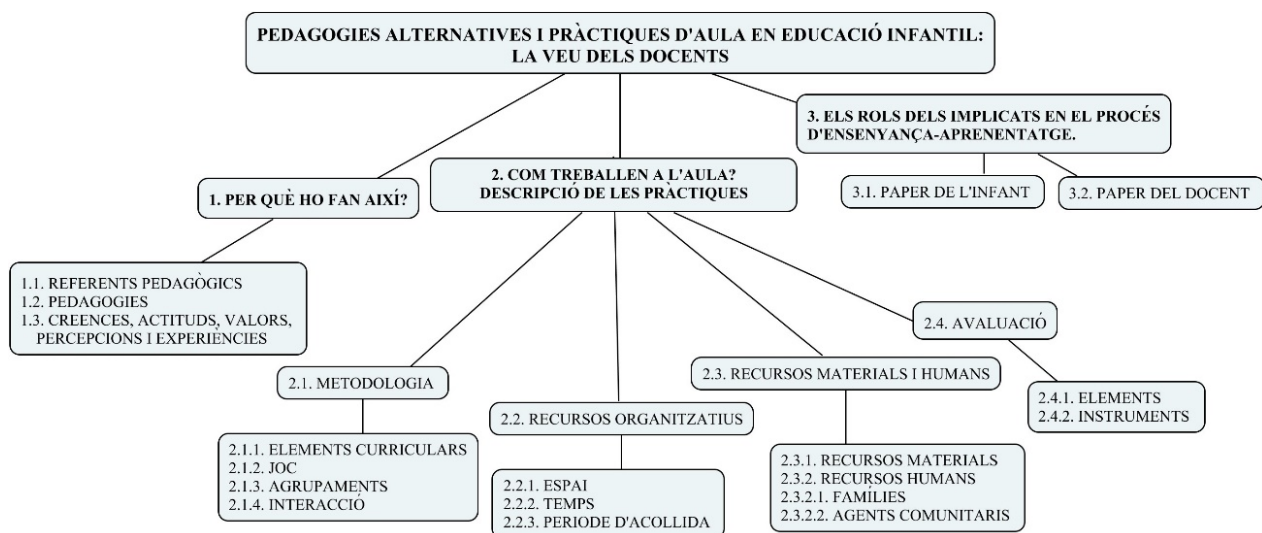 PEDAGOGIES ALTERNATIVES I PRÀCTIQUES D'AULA EN EDUCACIÓ INFANTIL:
LA VEU DELS DOCENTS
1. PER QUÈ HO FAN AIXÍ?
1.1. REFERENTS PEDAGÒGICS
1.2. PEDAGOGIES
1.3. CREENCES, ACTITUDS, VALORS,
PERCEPCIONS I EXPERIÈNCIES
2. COM TREBALLEN A L'AULA?
DESCRIPCIÓ DE LES PRÀCTIQUES
2.1. METODOLOGIA
2.1.1. ELEMENTS CURRICULARS
2.1.2. JOC
2.1.3. AGRUPAMENTS
2.1.4. INTERACCIÓ
2.2. RECURSOS ORGANITZATIUS
2.2.1. ESPAI
2.2.2. TEMPS
2.2.3. PERIODE D'ACOLLIDA
2.3. RECURSOS MATERIALS I HUMANS
2.3.1. RECURSOS MATERIALS
2.3.2. RECURSOS HUMANS
2.3.2.1. FAMÍLIES
2.3.2.2. AGENTS COMUNITARIS
2.4. AVALUACIÓ
2.4.1. ELEMENTS
2.4.2. INSTRUMENTS
3. ELS ROLS DELS IMPLICATS EN EL PROCÉS
D'ENSENYANÇA-APRENENTATGE.
3.1. PAPER DE L'INFANT
3.2. PAPER DEL DOCENT